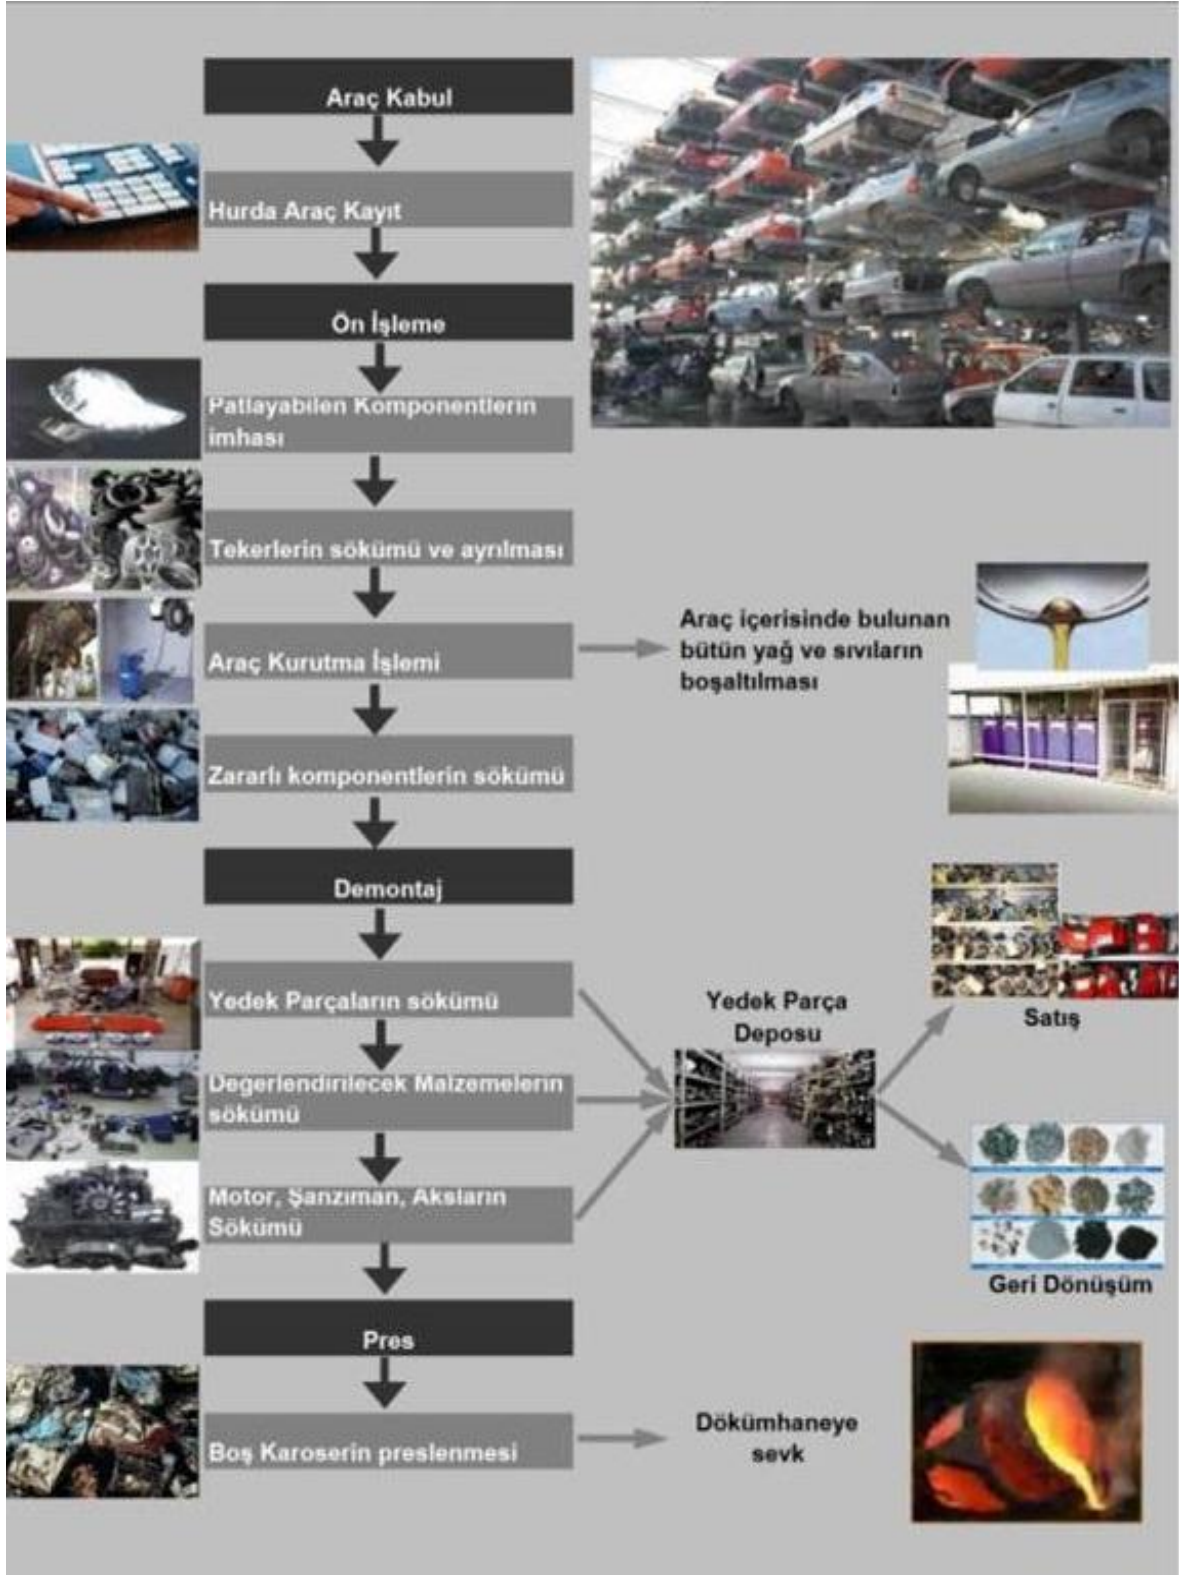 Araç Kabul
Hurda Araç Kayıt
Ön İşleme
Patlayabilen Komponentlerin
imhası
Tekerlerin sökümü ve ayrılması
Araç Kurutma İşlemi
Araç içerisinde bulunan
bütün yağ ve sıvıların
boşaltılması
Zararlı komponentlerin sökümü
Demontaj
Yedek Parçaların sökümü
Yedek Parça
Deposu
Satış
Değerlendirilecek Malzemelerin
sökümü
Motor, Şanzıman, Aksların
Sökümü
Geri Dönüşüm
Pres
Boş Karoserin preslenmesi
Dökümhaneye
sevk